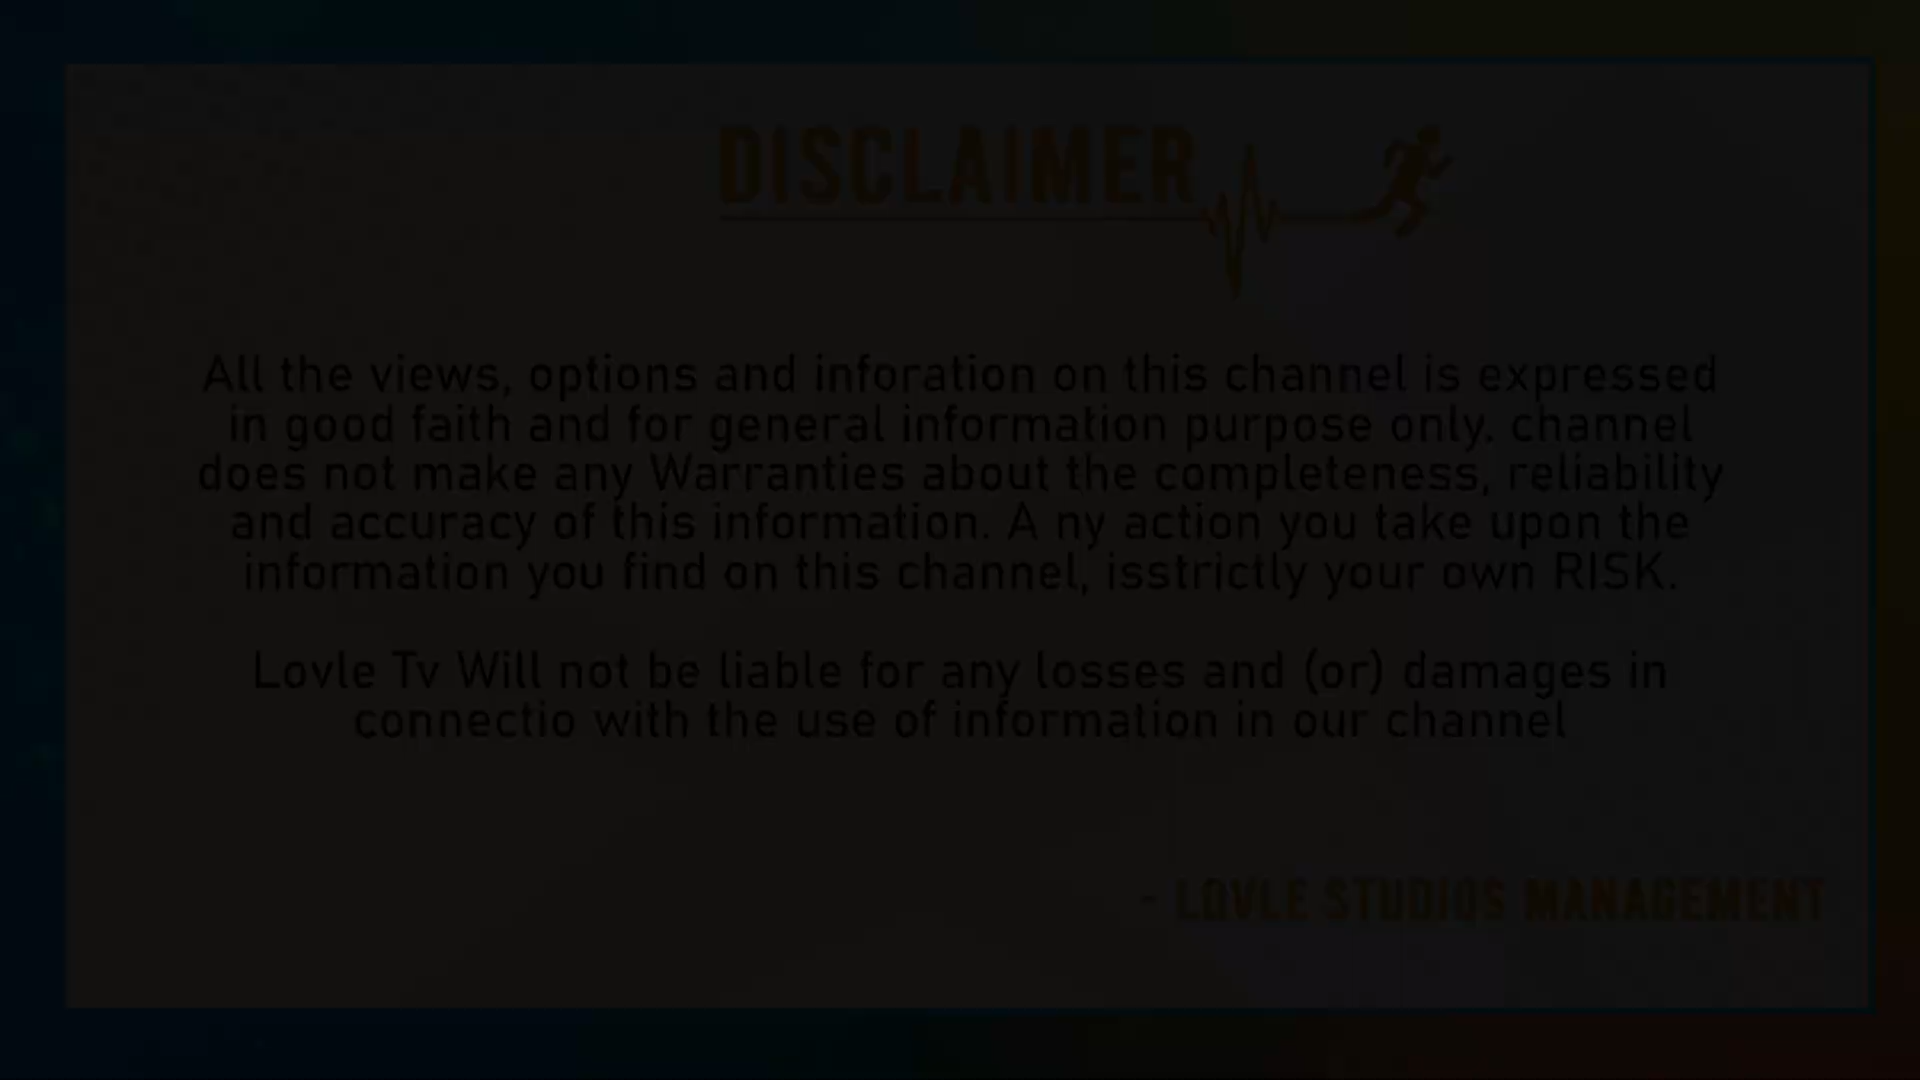 DISCLAIMER
All the views, options and inforation on this channel is expressed
in good faith and for general information purpose only, channel
does not make any Warranties about the completeness, reliability
and accuracy of this information. A ny action you take upon the
information you find on this channel, isstrictly your own RISK.
Lovle Tv Will not be liable for any losses and (or) damages in
connectio with the use of information in our channel
- LOVLE STUDIOS MANAGEMENT